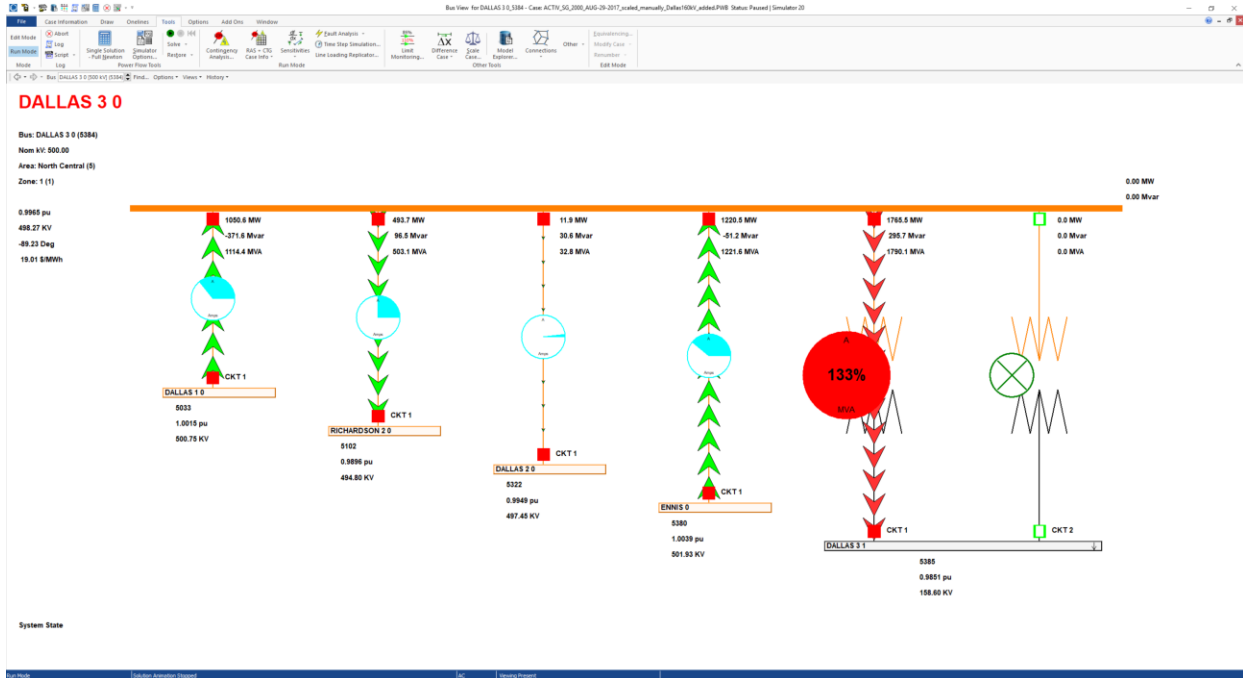 Bus View for DALLAS 3 0_5384 - Case: ACTIV_SG_2000_AUG-29-2017_scaled_manually_Dallas160kV_added.PWB Status: Paused | Simulator 20
File Case Information Draw Onelines Tools Options Add Ons Window
Edit Mode
Run Mode
Mode
Abort
Log
Script
Log
Single Solution - Full Newton
Simulator Options...
Solve
Restore
Power Flow Tools
Contingency Analysis...
RAS + CTG Case Info
Sensitivities
Fault Analysis
Time Step Simulation...
Line Loading Replicator...
Run Mode
Limit Monitoring...
Difference Case
Scale Case...
Model Explorer...
Connections
Other
Other Tools
Equivalencing...
Modify Case
Renumber
Edit Mode
Bus DALLAS 3 0 [500 kV] (5384) Find... Options Views History
DALLAS 3 0
Bus: DALLAS 3 0 (5384)
Nom kV: 500.00
Area: North Central (5)
Zone: 1 (1)
0.00 MW
0.00 Mvar
0.9965 pu
498.27 KV
-89.23 Deg
19.01 $/MWh
1050.6 MW
-371.6 Mvar
1114.4 MVA
A
Amps
CKT 1
DALLAS 1 0
5033
1.0015 pu
500.75 KV
493.7 MW
96.5 Mvar
503.1 MVA
A
Amps
CKT 1
RICHARDSON 2 0
5102
0.9896 pu
494.80 KV
11.9 MW
30.6 Mvar
32.8 MVA
A
Amps
CKT 1
DALLAS 2 0
5322
0.9949 pu
497.45 KV
1220.5 MW
-51.2 Mvar
1221.6 MVA
A
Amps
CKT 1
ENNIS 0
5380
1.0039 pu
501.93 KV
1765.5 MW
295.7 Mvar
1790.1 MVA
A
133%
MVA
CKT 1
0.0 MW
0.0 Mvar
0.0 MVA
CKT 2
DALLAS 3 1
5385
0.9851 pu
158.60 KV
System State
Run Mode Solution Animation Stopped AC Viewing Present